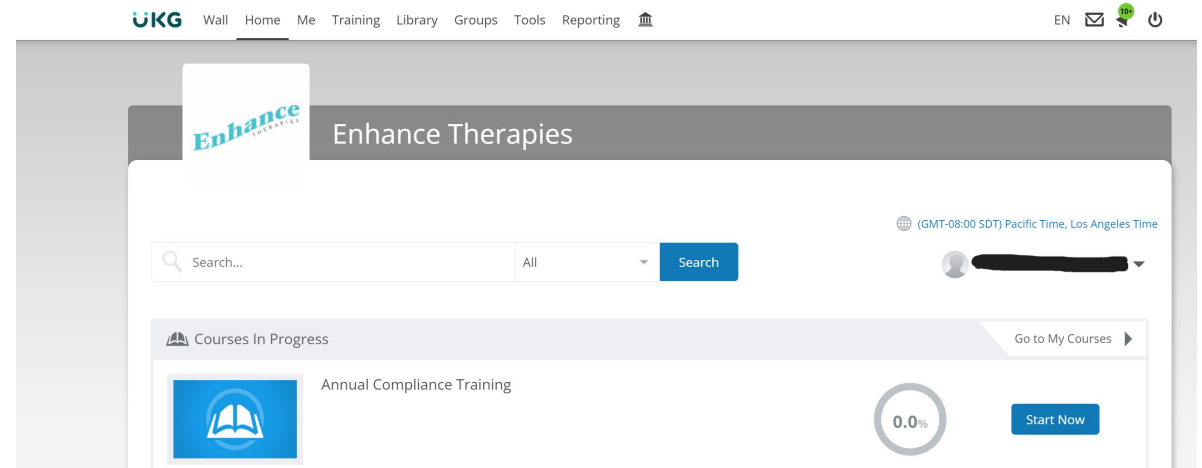 UKG Wall Home Me Training Library Groups Tools Reporting EN 10+
Enhance
THERAPIES
Enhance Therapies
(GMT-08:00 SDT) Pacific Time, Los Angeles Time
Search... All Search
Courses In Progress Go to My Courses
Annual Compliance Training
0.0% Start Now